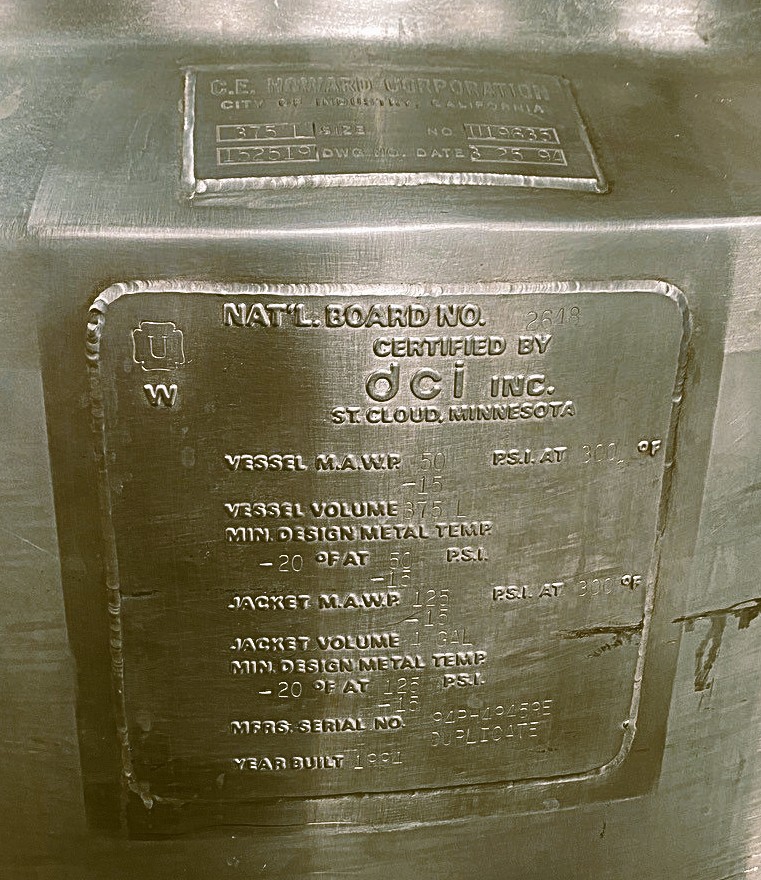 C.E. HOWARD CORPORATION
CITY OF INDUSTRY, CALIFORNIA
375 L SIZE NO.
152519 DWG NO. DATE 3 25 94
U
W
NAT'L. BOARD NO. 2648
CERTIFIED BY
dci INC.
ST. CLOUD, MINNESOTA
VESSEL M.A.W.P. 50 P.S.I. AT 300 °F
-15
VESSEL VOLUME 375 L
MIN. DESIGN METAL TEMP.
-20 °F AT 50 P.S.I.
-15
JACKET M.A.W.P. 125 P.S.I. AT 300 °F
-15
JACKET VOLUME GAL
MIN. DESIGN METAL TEMP.
-20 °F AT 125 P.S.I.
-15
MFRS. SERIAL NO.
DUPLICATE
YEAR BUILT 1994